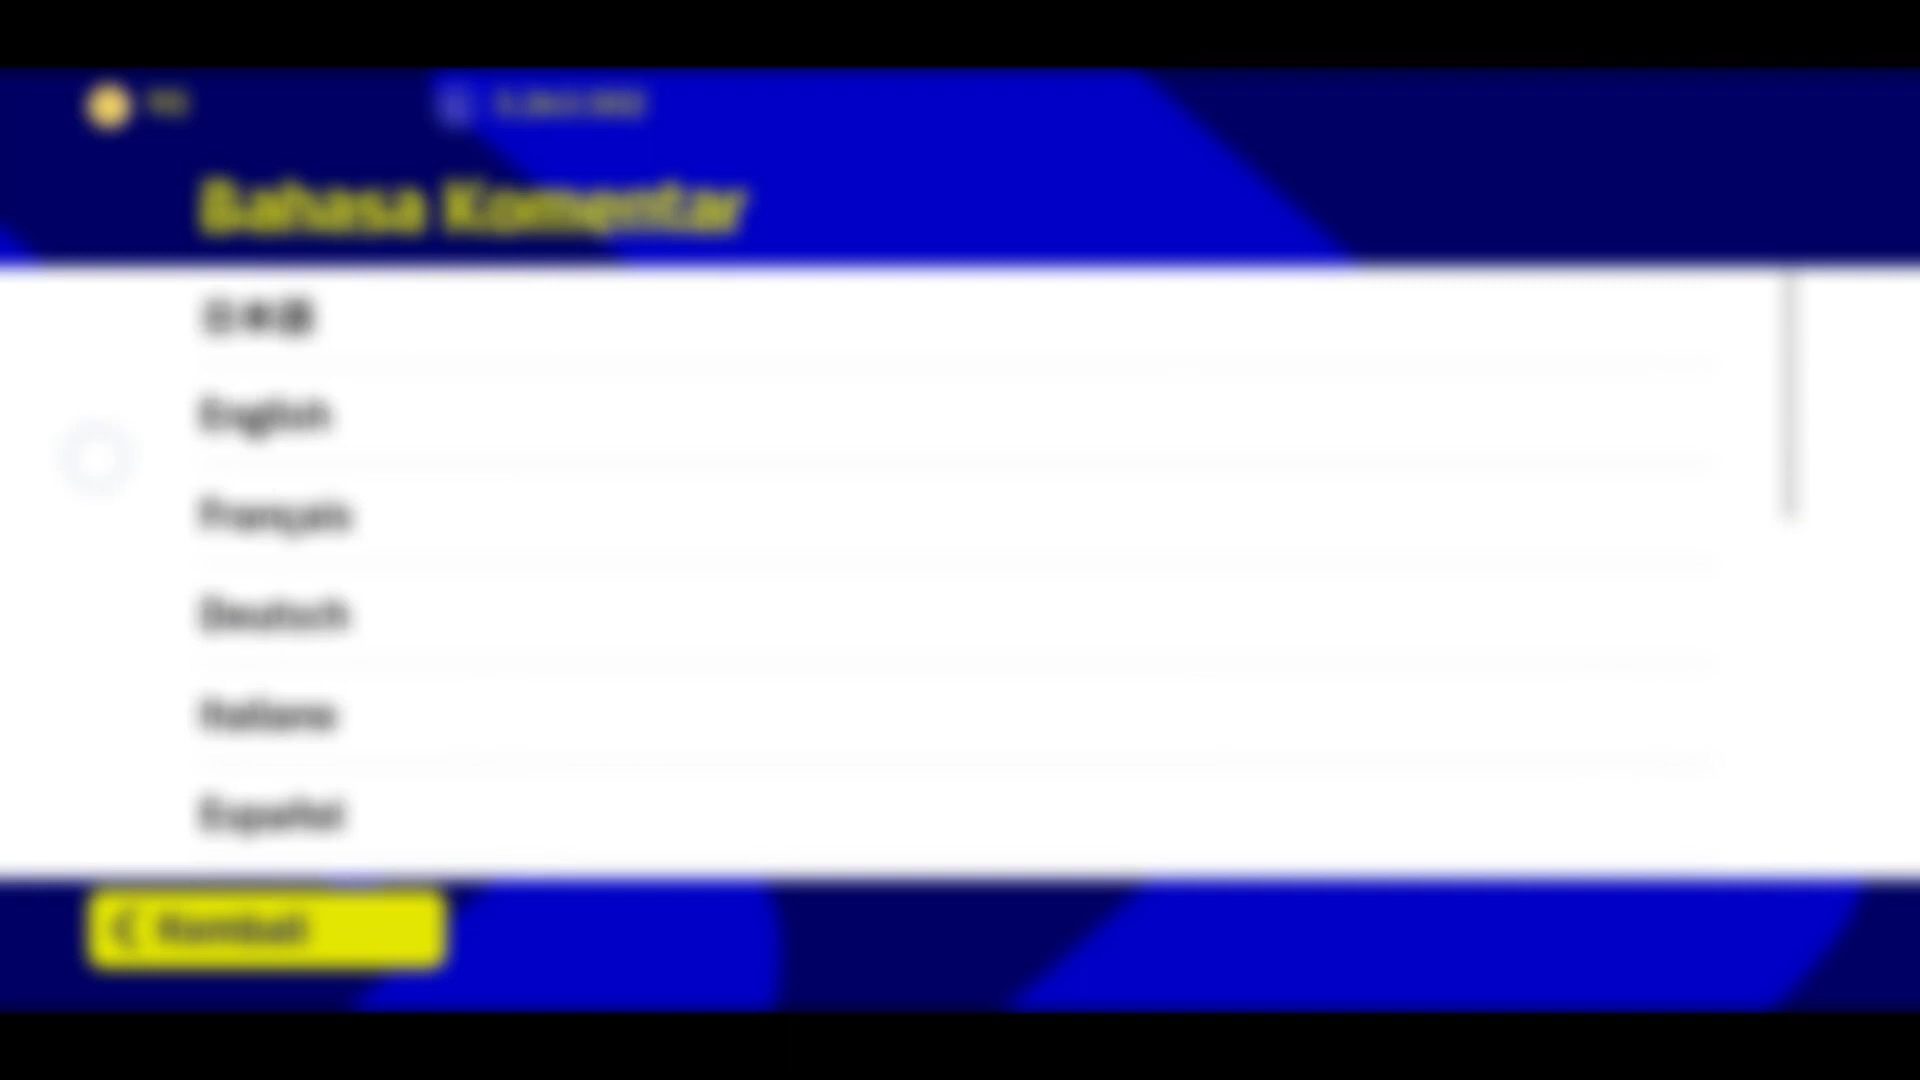 Bahasa Komentar
日本語
English
Français
Deutsch
Italiano
Español
Kembali